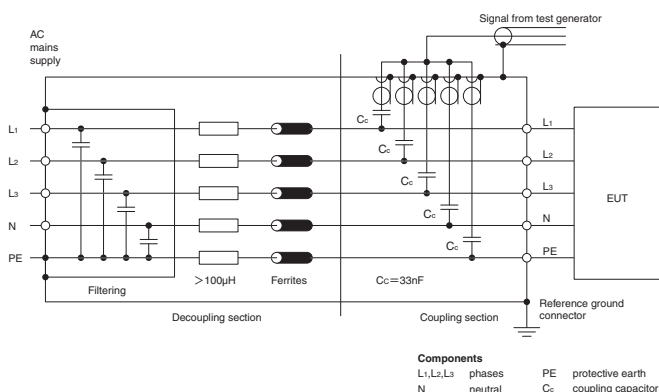 Signal from test generator
AC
mains
supply
L1
L2
L3
N
PE
Cc
Cc
Cc
Cc
Cc
L1
L2
L3
N
PE
EUT
Filtering
>100μH
Ferrites
Cc=33nF
Decoupling section
Coupling section
Reference ground
connector
Components
L1,L2,L3 phases PE protective earth
N neutral Cc coupling capacitor